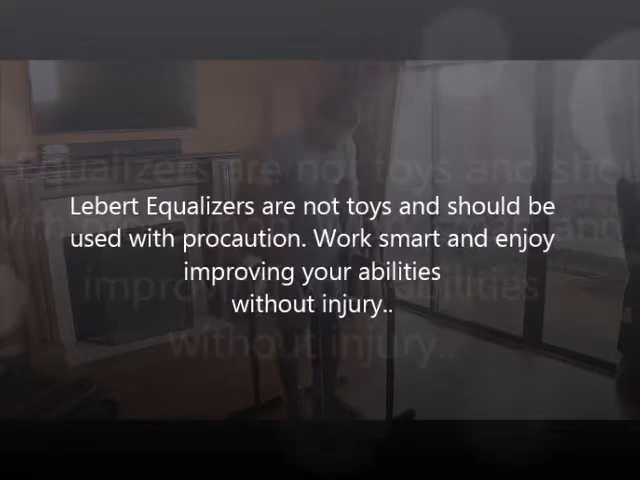 Lebert Equalizers are not toys and should be
used with procaution. Work smart and enjoy
improving your abilities
without injury..